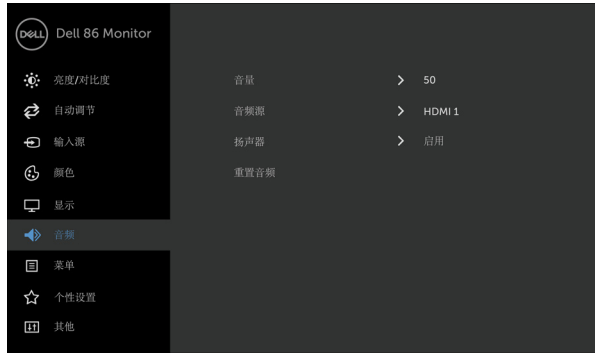 DELL Dell 86 Monitor
亮度/对比度
自动调节
输入源
颜色
显示
音频
菜单
个性设置
其他
音量 50
音频源 HDMI 1
扬声器 启用
重置音频